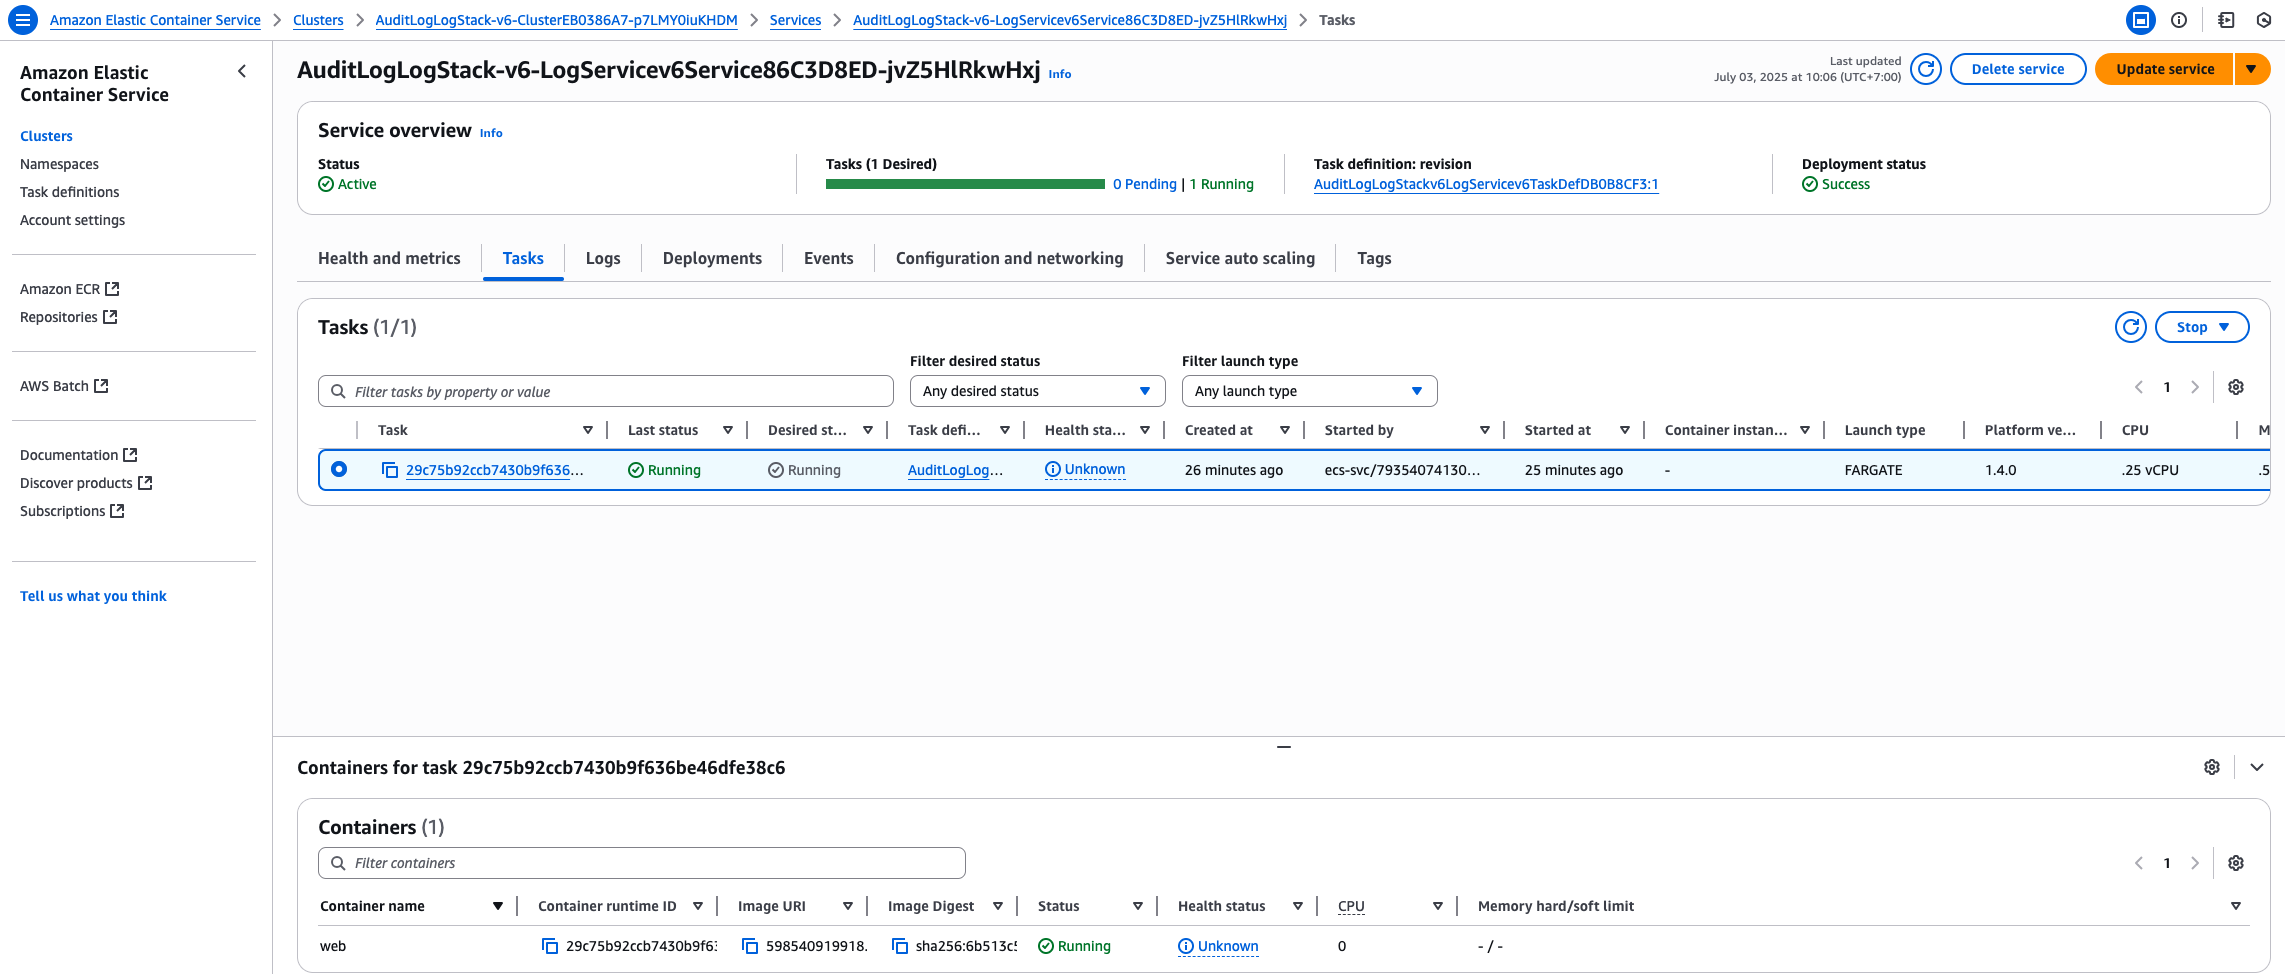 Amazon Elastic Container Service > Clusters > AuditLogLogStack-v6-ClusterEB0386A7-p7LMY0iuKHDM > Services > AuditLogLogStack-v6-LogServicev6Service86C3D8ED-jvZ5HlRkwHxj > Tasks
Amazon Elastic
Container Service
Clusters
Namespaces
Task definitions
Account settings
Amazon ECR
Repositories
AWS Batch
Documentation
Discover products
Subscriptions
Tell us what you think
AuditLogLogStack-v6-LogServicev6Service86C3D8ED-jvZ5HlRkwHxj Info
Last updated
July 03, 2025 at 10:06 (UTC+7:00)
Delete service
Update service
Service overview Info
Status
Active
Tasks (1 Desired)
0 Pending | 1 Running
Task definition: revision
AuditLogLogStackv6LogServicev6TaskDefDB0B8CF3:1
Deployment status
Success
Health and metrics Tasks Logs Deployments Events Configuration and networking Service auto scaling Tags
Tasks (1/1)
Stop
Filter desired status
Filter launch type
Filter tasks by property or value
Any desired status
Any launch type
1
Task Last status Desired st... Task defi... Health sta... Created at Started by Started at Container instan... Launch type Platform ve... CPU M
29c75b92ccb7430b9f636... Running Running AuditLogLog... Unknown 26 minutes ago ecs-svc/79354074130... 25 minutes ago - FARGATE 1.4.0 .25 vCPU .5
Containers for task 29c75b92ccb7430b9f636be46dfe38c6
Containers (1)
Filter containers
1
Container name Container runtime ID Image URI Image Digest Status Health status CPU Memory hard/soft limit
web 29c75b92ccb7430b9f63 598540919918. sha256:6b513c5 Running Unknown 0 - / -